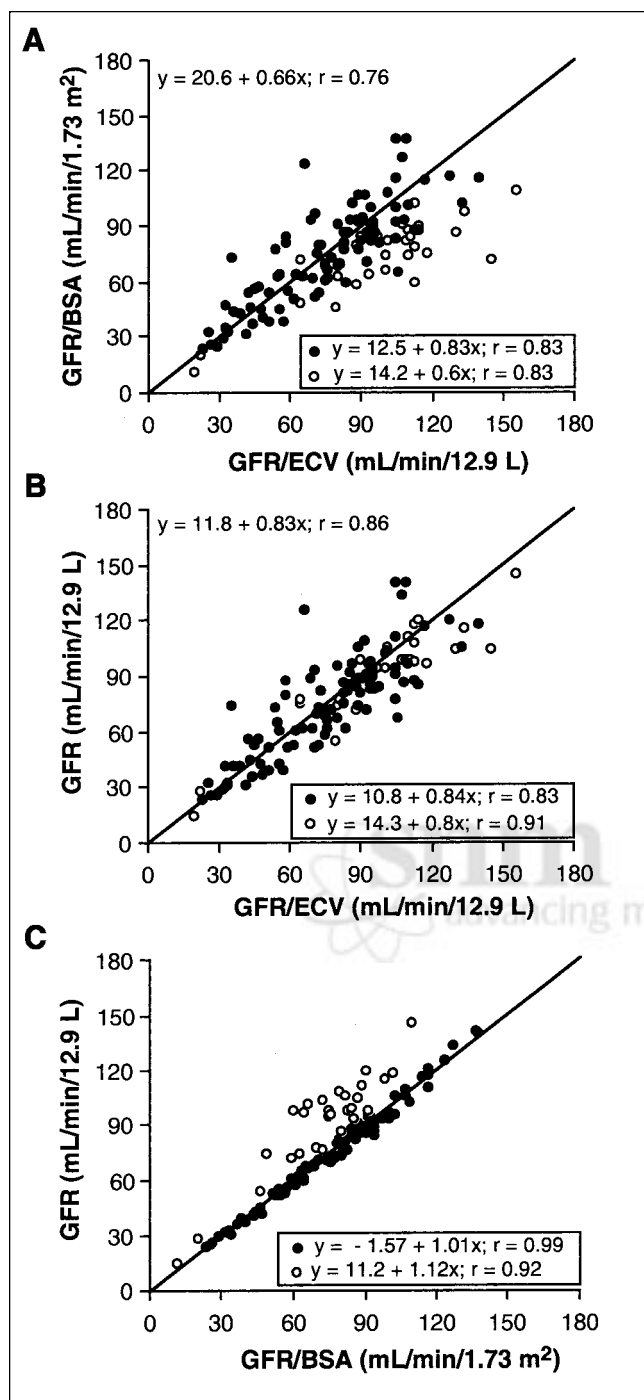 A
y = 20.6 + 0.66x; r = 0.76
GFR/BSA (mL/min/1.73 m²)
180
150
120
90
60
30
0
● y = 12.5 + 0.83x; r = 0.83
○ y = 14.2 + 0.6x; r = 0.83
0 30 60 90 120 150 180
GFR/ECV (mL/min/12.9 L)
B
y = 11.8 + 0.83x; r = 0.86
GFR (mL/min/12.9 L)
180
150
120
90
60
30
0
● y = 10.8 + 0.84x; r = 0.83
○ y = 14.3 + 0.8x; r = 0.91
0 30 60 90 120 150 180
GFR/ECV (mL/min/12.9 L)
snm
advancing m
C
GFR (mL/min/12.9 L)
180
150
120
90
60
30
0
● y = - 1.57 + 1.01x; r = 0.99
○ y = 11.2 + 1.12x; r = 0.92
0 30 60 90 120 150 180
GFR/BSA (mL/min/1.73 m²)